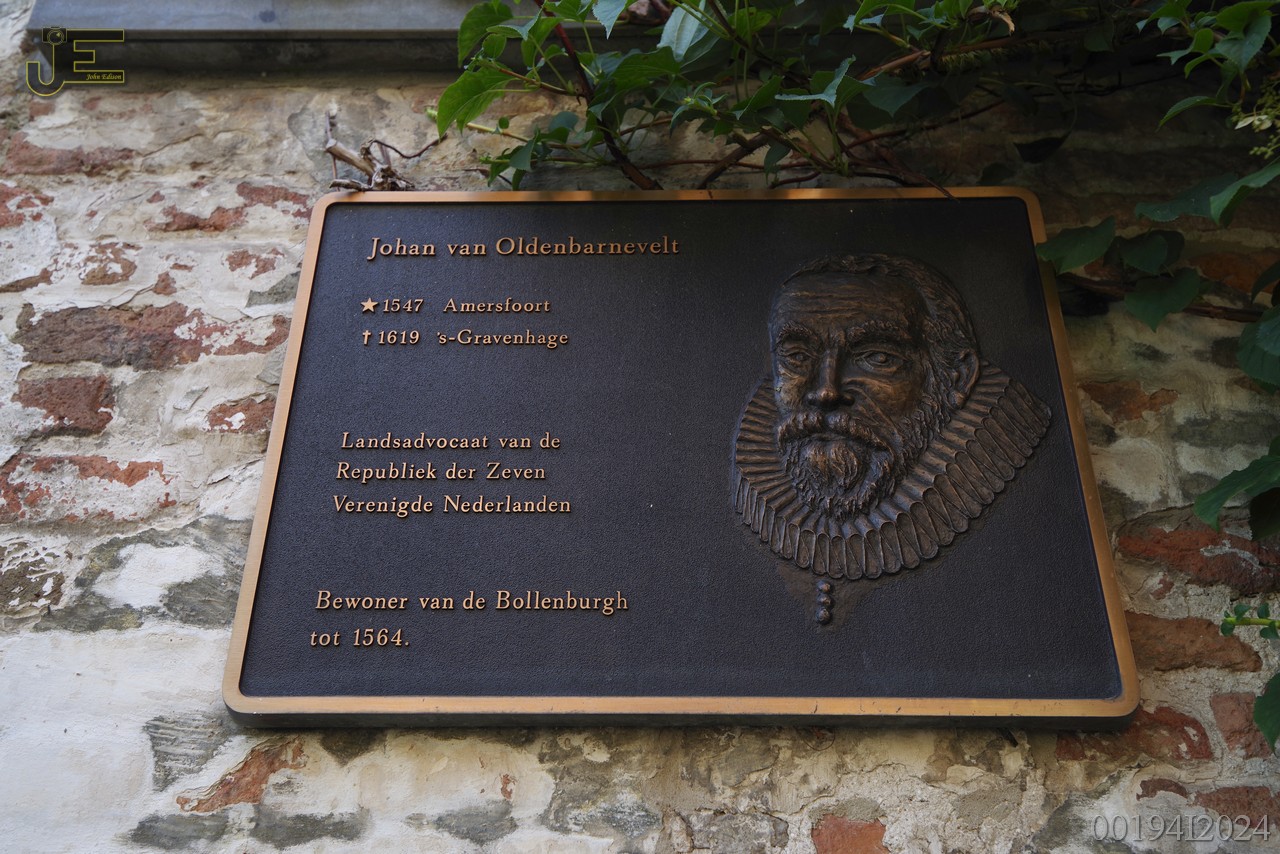 JE
John Edison
Johan van Oldenbarnevelt
★1547 Amersfoort
†1619 's-Gravenhage
Landsadvocaat van de
Republiek der Zeven
Verenigde Nederlanden
Bewoner van de Bollenburgh
tot 1564.
00194I2024